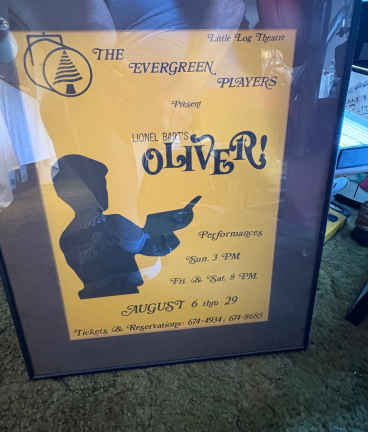 Little Log Theatre
THE
EVERGREEN
PLAYERS
Present
LIONEL BART'S
OLIVER!
Performances
Sun. 3 PM
Fri. & Sat. 8 PM
AUGUST 6 thru 29
Tickets & Reservations: 674-4934; 674-8685